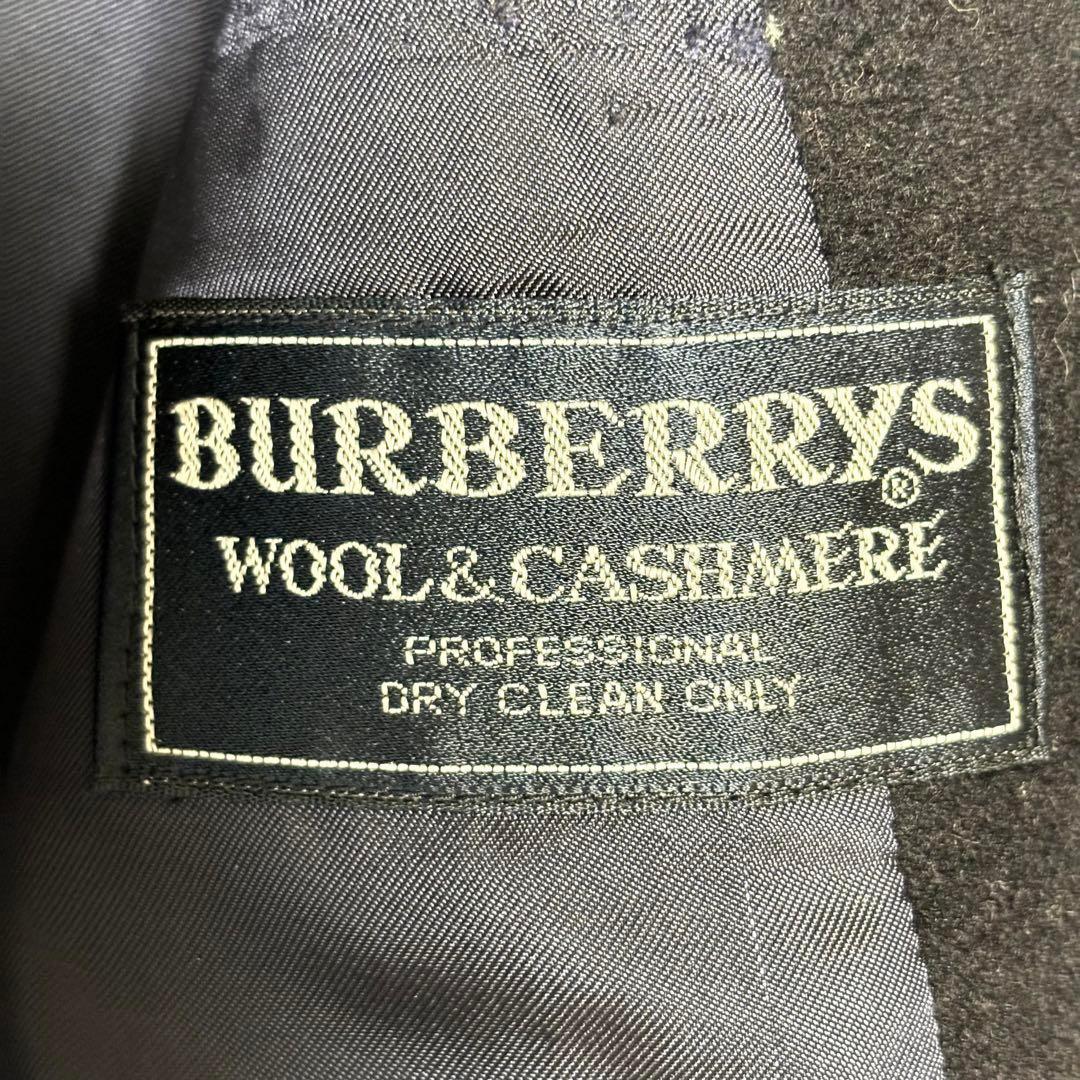 BURBERRYS®
WOOL & CASHMERE
PROFESSIONAL
DRY CLEAN ONLY